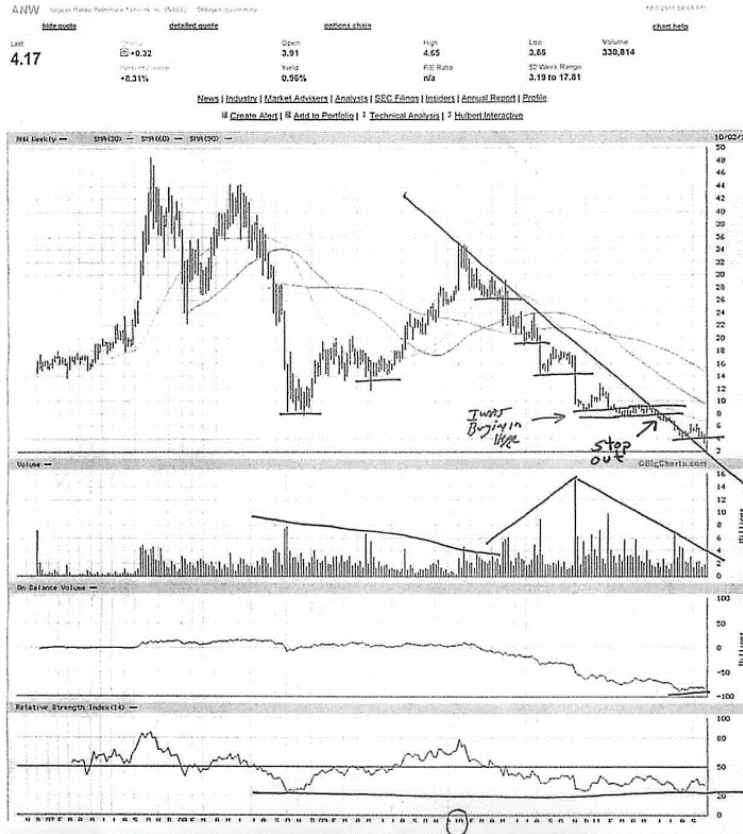 ANW
hide quote detailed quote options chain chart help
Last Open High Low Volume
4.17 +0.32 3.91 4.65 3.66 330,814
Yield P/E Ratio 52 Week Range
+8.31% 0.96% n/a 3.19 to 17.81
News | Industry | Market Advisers | Analysts | SEC Filings | Insiders | Annual Report | Profile
Create Alert | Add to Portfolio | Technical Analysis | Hulbert Interactive
ANW Weekly — SMA(30) — SMA(60) — SMA(90) —
50
48
46
44
42
40
38
36
34
32
30
28
26
24
22
20
18
16
14
12
10
8
6
4
2
I was
Buying in
Here
Stop
out
Volume —
©BigCharts.com
16
14
12
10
8
6
4
2
0
Millions
On Balance Volume —
100
50
0
-50
-100
Millions
Relative Strength Index(14) —
100
50
0